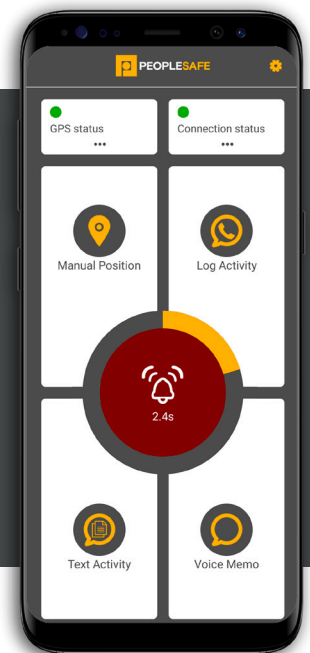 PEOPLESAFE
GPS status
Connection status
Manual Position
Log Activity
2.4s
Text Activity
Voice Memo